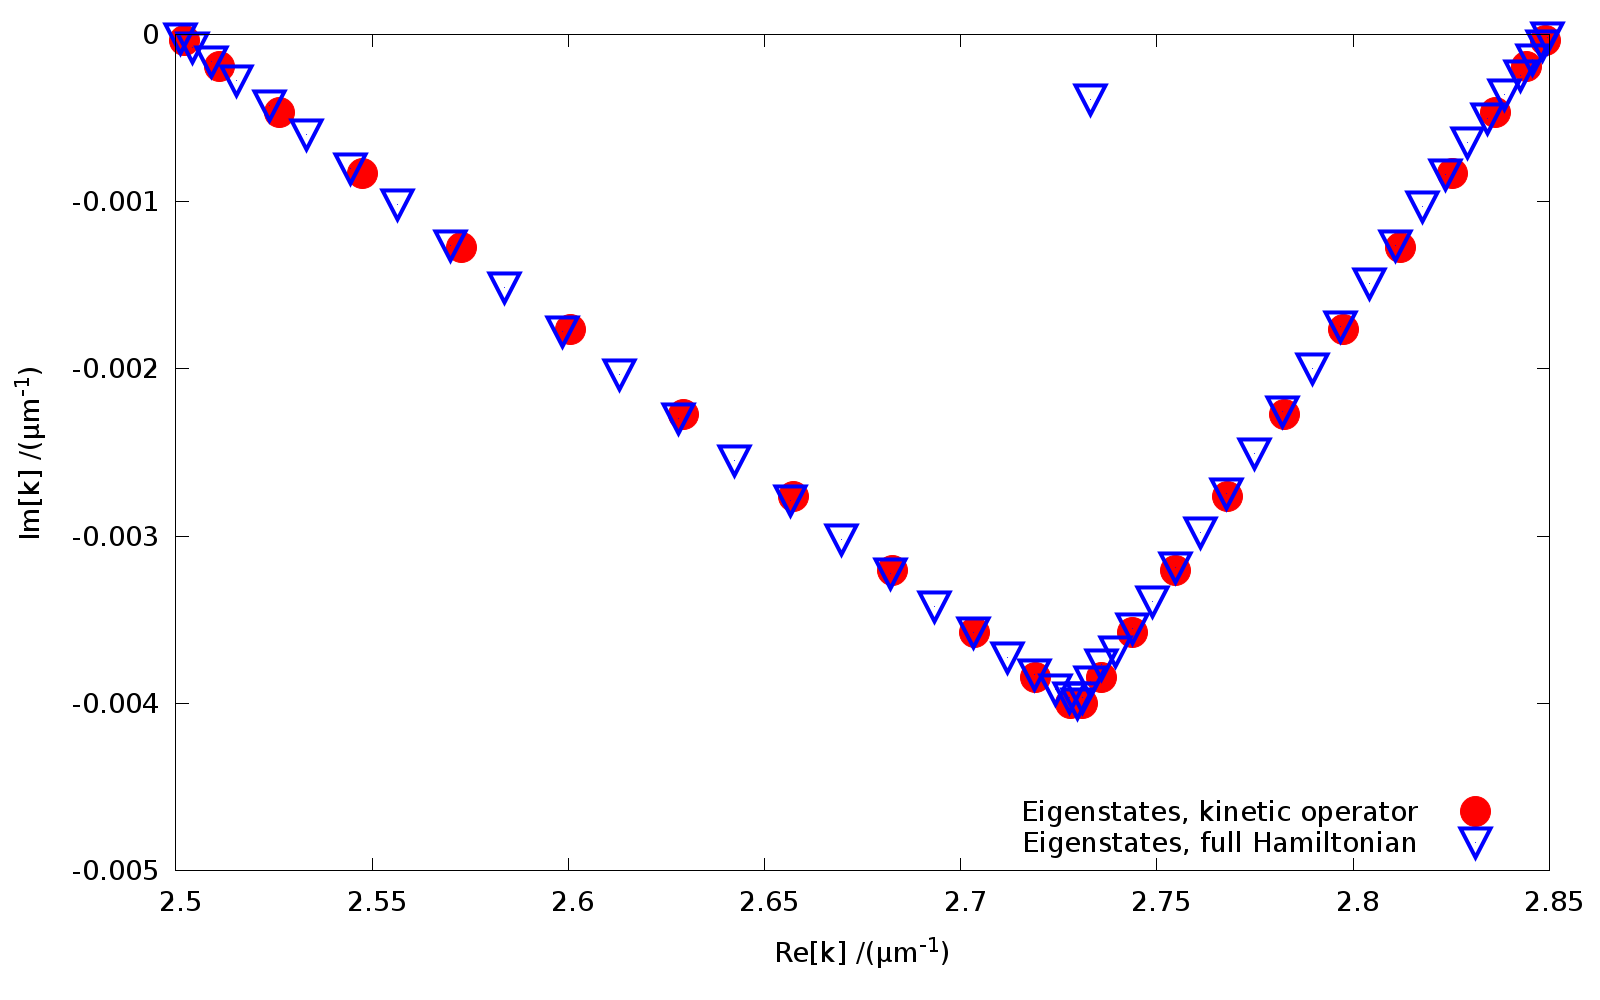 0
-0.001
-0.002
-0.003
-0.004
-0.005
Im[k] /(μm⁻¹)
Eigenstates, kinetic operator
Eigenstates, full Hamiltonian
2.5 2.55 2.6 2.65 2.7 2.75 2.8 2.85
Re[k] /(μm⁻¹)